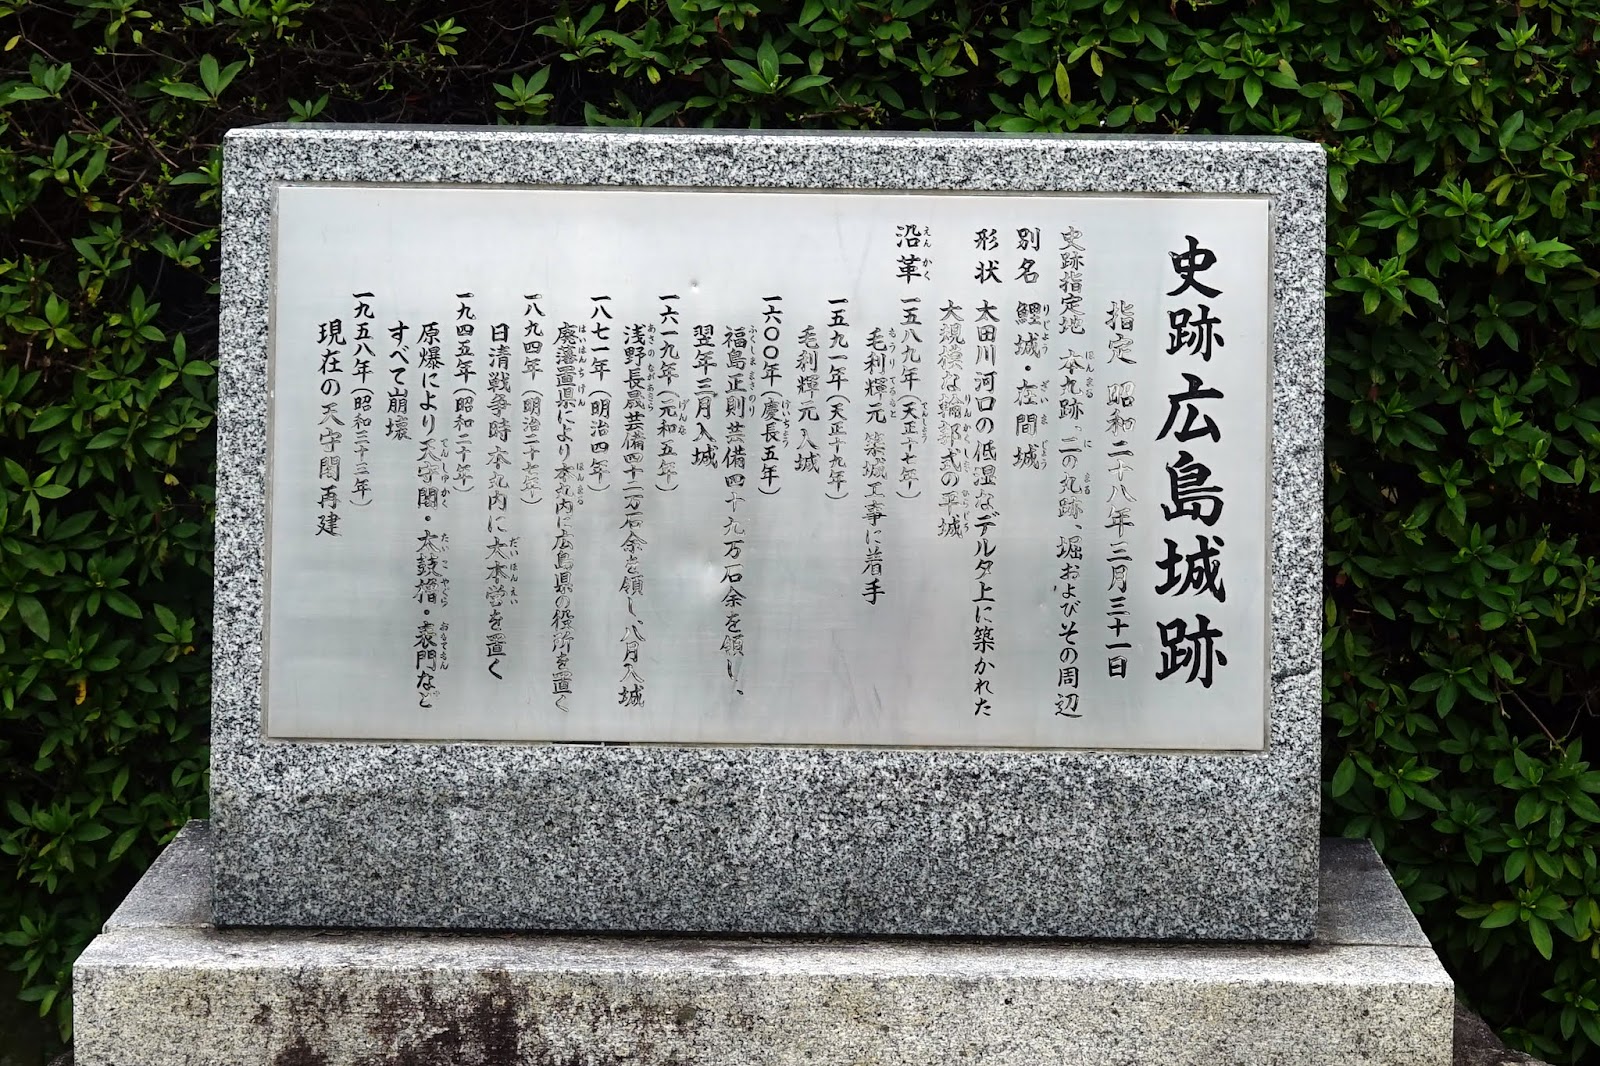 史跡広島城跡
指定 昭和二十八年三月三十一日
史跡指定地 本丸跡、二の丸跡、堀およびその周辺
別名 鯉城・在間城
形状 太田川河口の低湿なデルタ上に築かれた
大規模な輪郭式の平城
沿革
一五八九年(天正十七年)
毛利輝元 築城工事に着手
一五九一年(天正十九年)
毛利輝元入城
一六〇〇年(慶長五年)
福島正則芸備四十九万石余を領し、
翌年三月入城
一六一九年(元和五年)
浅野長晟芸備四十二万石余を領し、八月入城
一八七一年(明治四年)
廃藩置県により本丸内に広島県の役所を置く
一八九四年(明治二十七年)
日清戦争時本丸内に大本営を置く
一九四五年(昭和二十年)
原爆により天守閣・太鼓櫓・表門など
すべて崩壊
一九五八年(昭和三十三年)
現在の天守閣再建